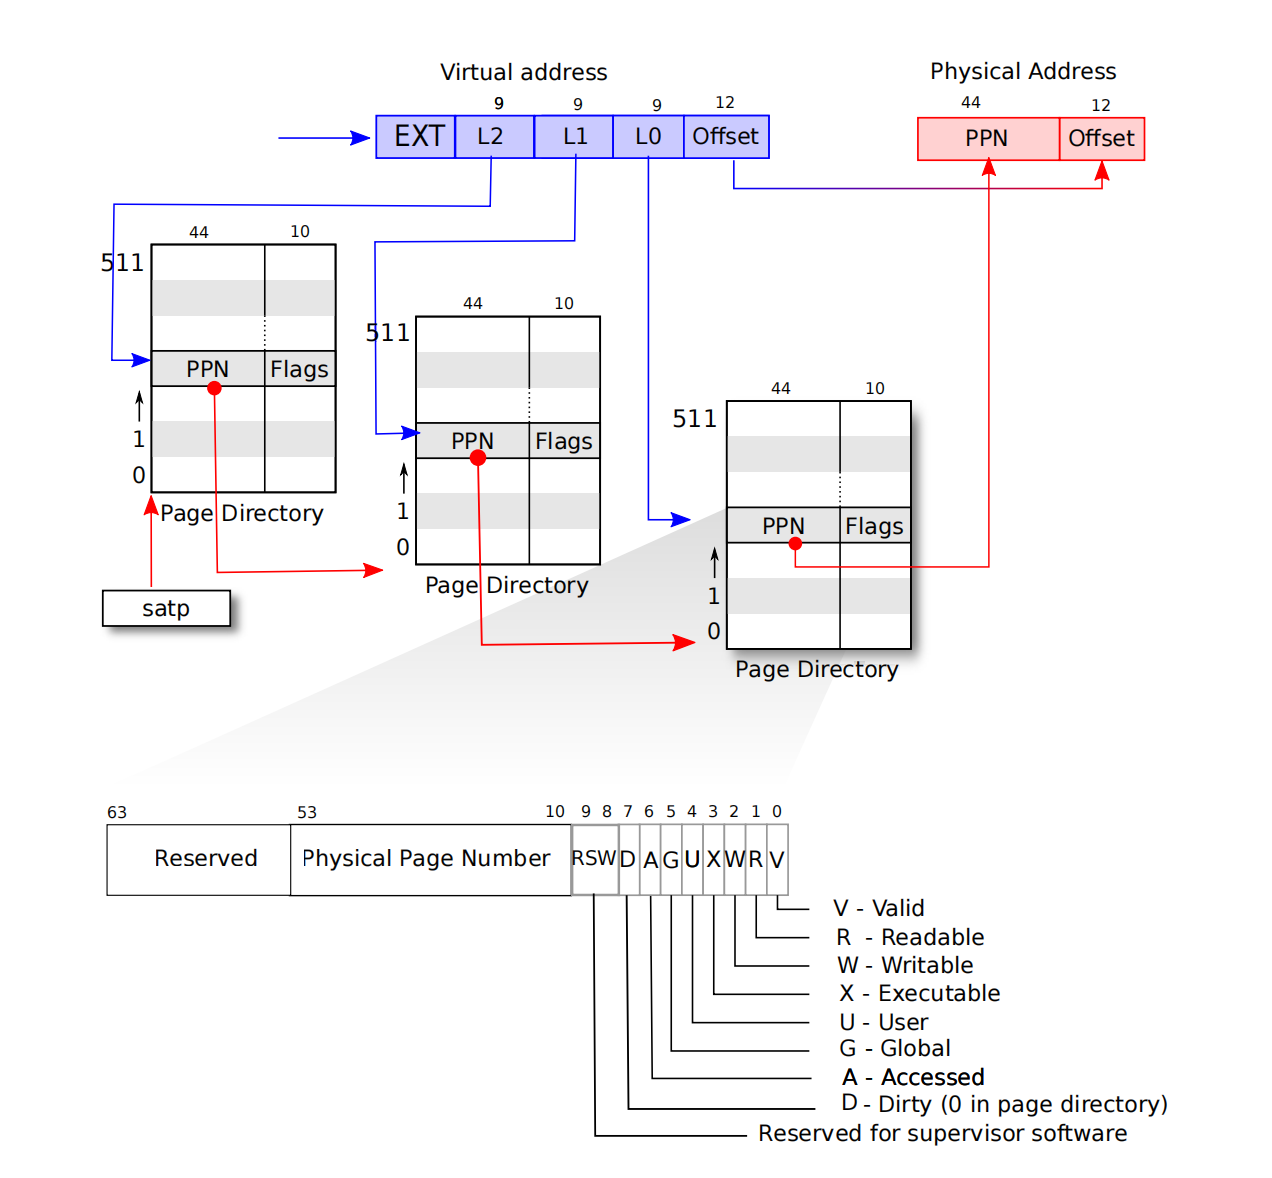 Virtual address
Physical Address
9 9 9 12
44 12
EXT L2 L1 L0 Offset
PPN Offset
44 10
511
PPN Flags
1
0
Page Directory
satp
44 10
511
PPN Flags
1
0
Page Directory
44 10
511
PPN Flags
1
0
Page Directory
63 53 10 9 8 7 6 5 4 3 2 1 0
Reserved Physical Page Number RSW D A G U X W R V
V - Valid
R - Readable
W - Writable
X - Executable
U - User
G - Global
A - Accessed
D - Dirty (0 in page directory)
Reserved for supervisor software